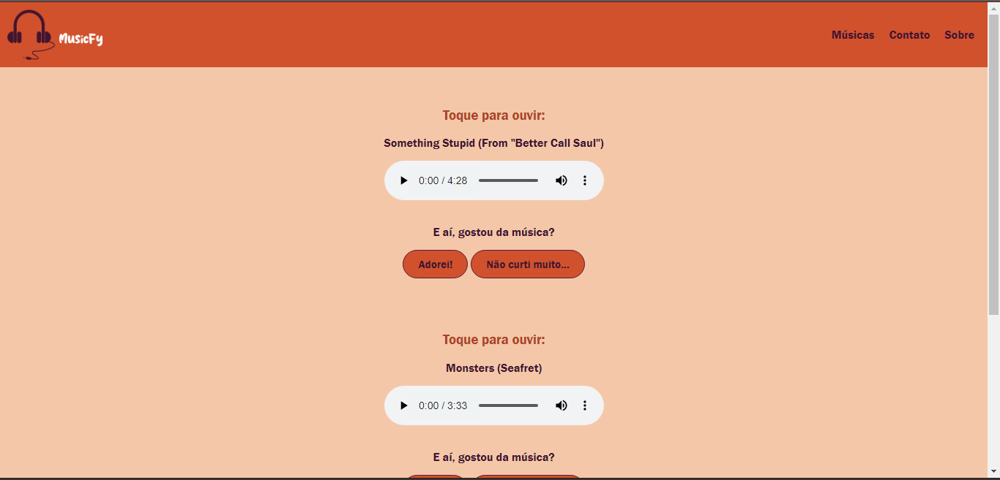 MusicFy
Músicas Contato Sobre
Toque para ouvir:
Something Stupid (From "Better Call Saul")
0:00 / 4:28
E aí, gostou da música?
Adorei! Não curti muito...
Toque para ouvir:
Monsters (Seafret)
0:00 / 3:33
E aí, gostou da música?